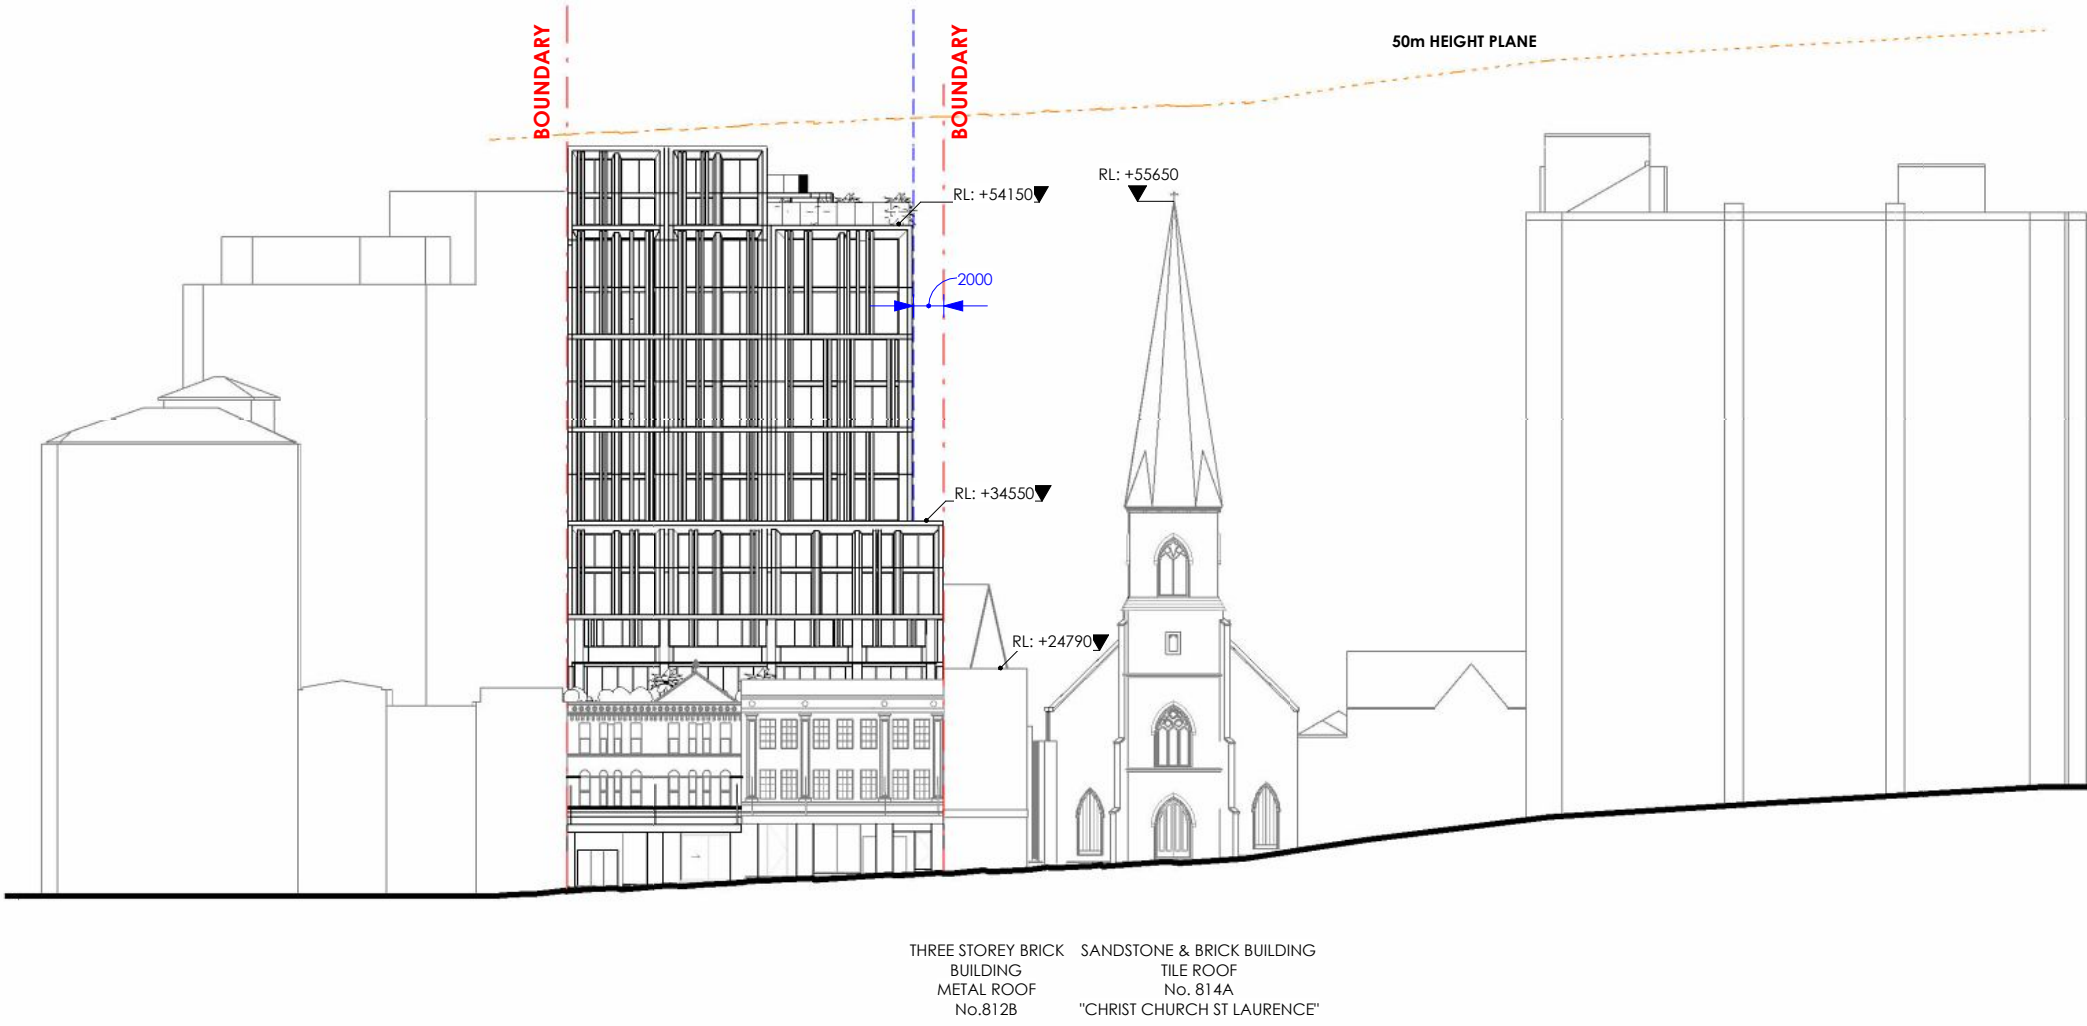 BOUNDARY
BOUNDARY
50m HEIGHT PLANE
RL: +54150
RL: +55650
2000
RL: +34550
RL: +24790
THREE STOREY BRICK
BUILDING
METAL ROOF
No.812B
SANDSTONE & BRICK BUILDING
TILE ROOF
No. 814A
"CHRIST CHURCH ST LAURENCE"